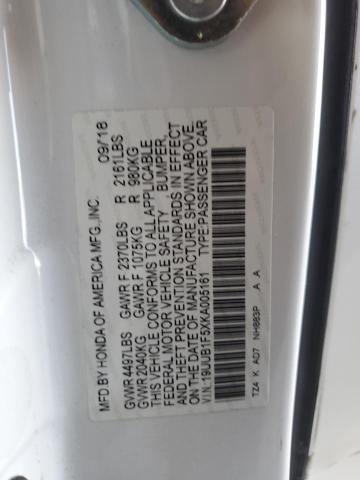 MFD BY HONDA OF AMERICA MFG.,INC. 09/18
GVWR 4497LBS GAWR F 2370LBS R 2161LBS
GVWR 2040KG GAWR F 1075KG R 980KG
THIS VEHICLE CONFORMS TO ALL APPLICABLE
FEDERAL MOTOR VEHICLE SAFETY, BUMPER,
AND THEFT PREVENTION STANDARDS IN EFFECT
ON THE DATE OF MANUFACTURE SHOWN ABOVE.
V.I.N.:19UUB1F5XKA005161 TYPE:PASSENGER CAR
TZ4 K AD7 NH883P A A